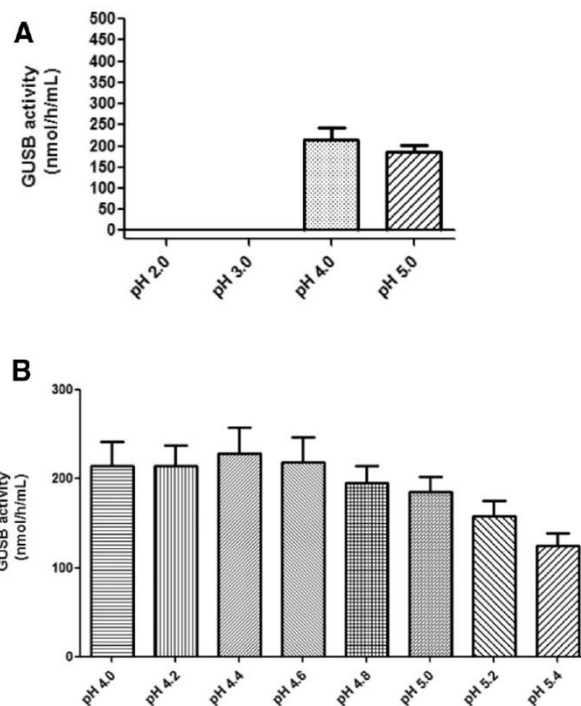 A
GUSB activity
(nmol/h/mL)
500
450
400
350
300
250
200
150
100
50
0
pH 2.0
pH 3.0
pH 4.0
pH 5.0
B
GUSB activity
(nmol/h/mL)
300
200
100
0
pH 4.0
pH 4.2
pH 4.4
pH 4.6
pH 4.8
pH 5.0
pH 5.2
pH 5.4